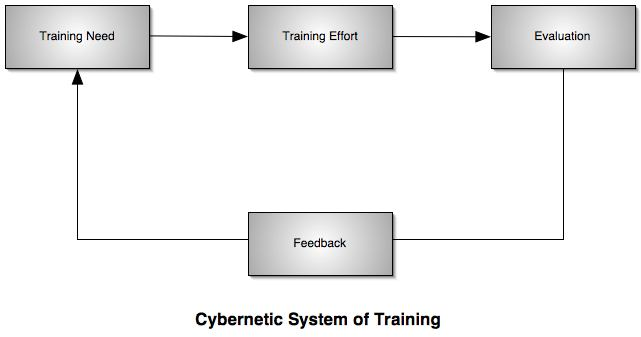 Training Need
Training Effort
Evaluation
Feedback
Cybernetic System of Training